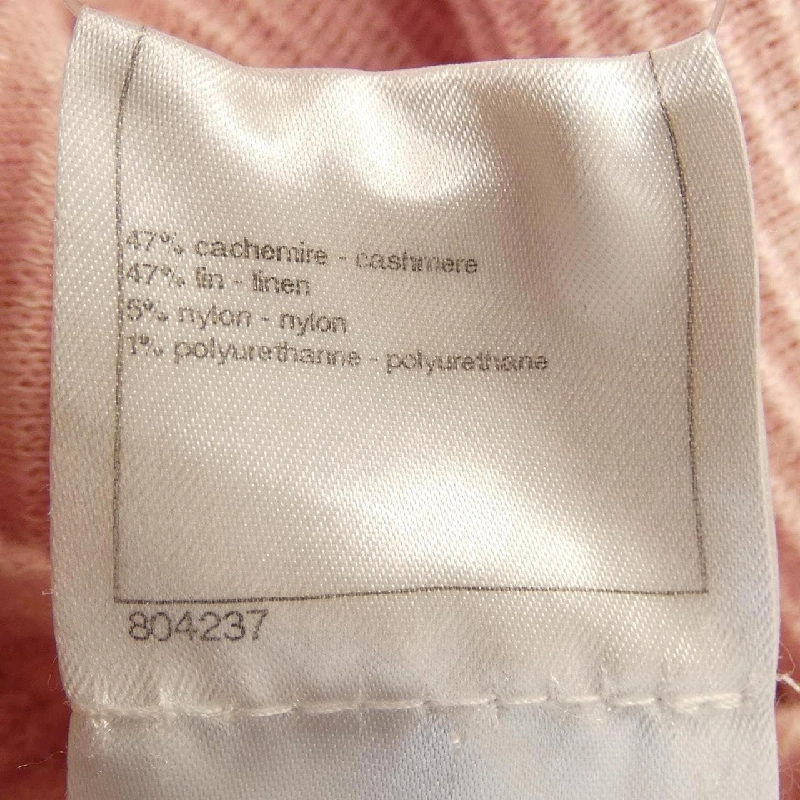 47% cachemire - cashmere
47% lin - linen
5% nylon - nylon
1% polyurethanne - polyurethane
804237